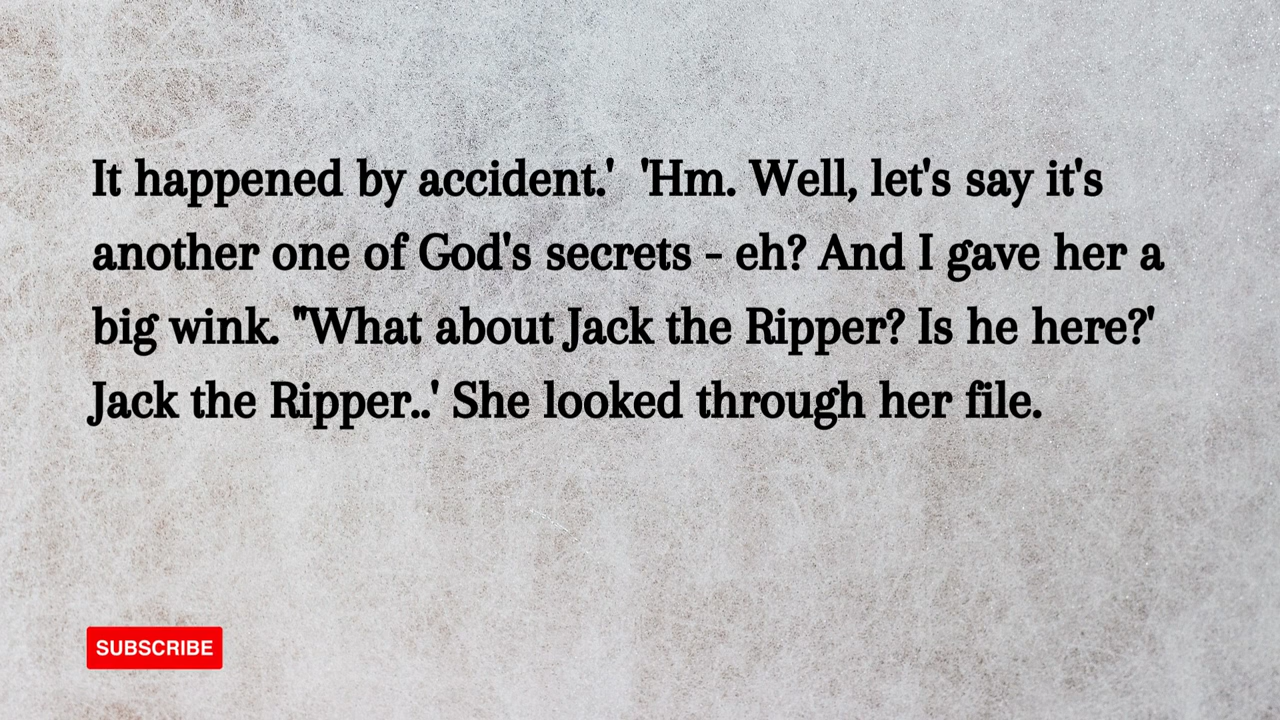 It happened by accident.'  'Hm. Well, let's say it's
another one of God's secrets - eh? And I gave her a
big wink. "What about Jack the Ripper? Is he here?'
Jack the Ripper..' She looked through her file.
SUBSCRIBE